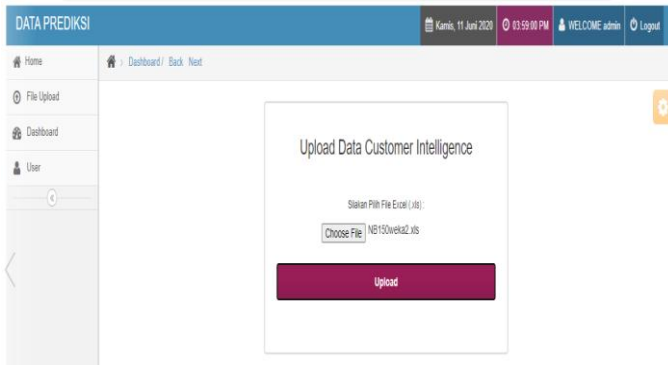 DATA PREDIKSI
Kamis, 11 Juni 2020
03:59:00 PM
WELCOME admin
Logout
Home
File Upload
Dashboard
User
Dashboard / Back Next
Upload Data Customer Intelligence
Silakan Pilih File Excel (.xls) :
Choose File NB150weka2.xls
Upload